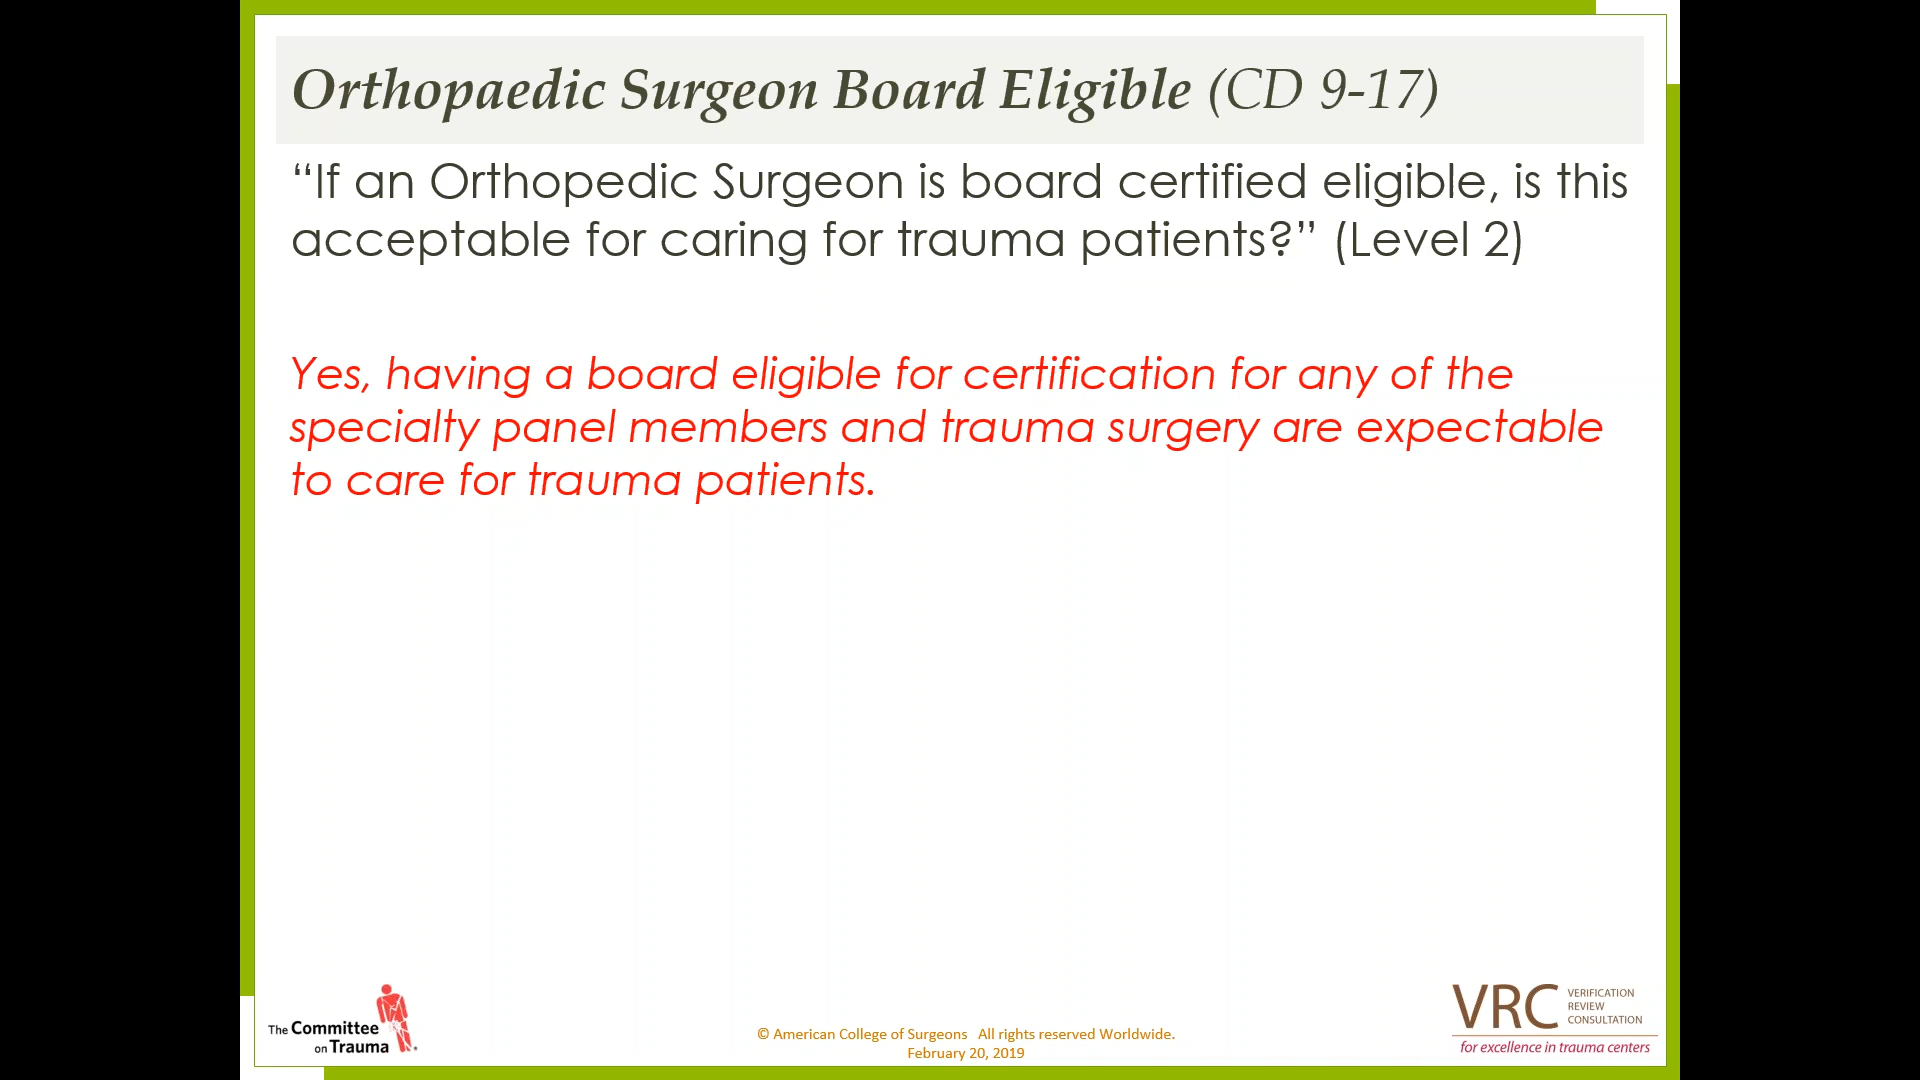 Orthopaedic Surgeon Board Eligible (CD 9-17)
“If an Orthopedic Surgeon is board certified eligible, is this
acceptable for caring for trauma patients?” (Level 2)
Yes, having a board eligible for certification for any of the
specialty panel members and trauma surgery are expectable
to care for trauma patients.
The Committee
on Trauma
© American College of Surgeons All rights reserved Worldwide.
February 20, 2019
VRC
VERIFICATION
REVIEW
CONSULTATION
for excellence in trauma centers